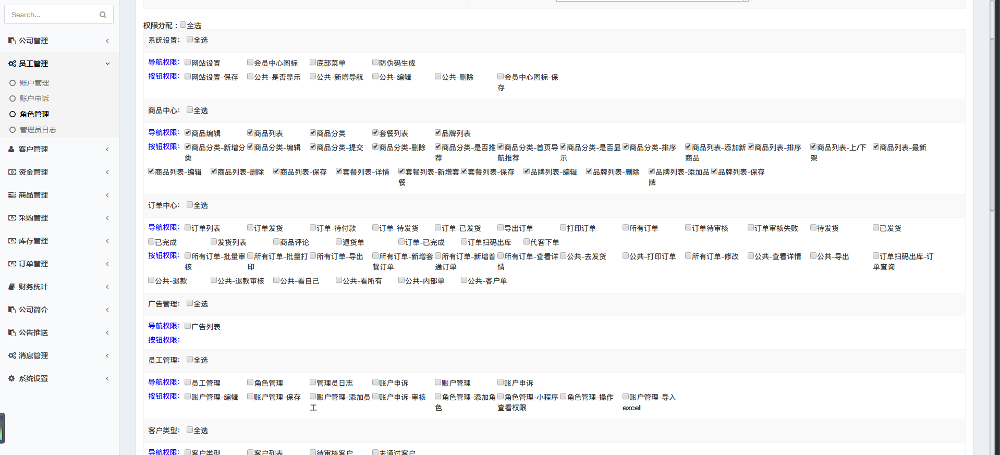 Search...
公司管理
员工管理
账户管理
账户申诉
角色管理
管理员日志
客户管理
资金管理
商品管理
采购管理
库存管理
订单管理
财务统计
公司简介
公告推送
消息管理
系统设置
权限分配：全选
系统设置： 全选
导航权限： 网站设置 会员中心图标 底部菜单 防伪码生成
按钮权限： 网站设置-保存 公共-是否显示 公共-新增导航 公共-编辑 公共-删除 会员中心图标-保
存
商品中心： 全选
导航权限： 商品编辑 商品列表 商品分类 套餐列表 品牌列表
按钮权限： 商品分类-新增分 商品分类-编辑 商品分类-提交 商品分类-删除 商品分类-是否推 商品分类-首页导 商品分类-是否显 商品分类-排序 商品列表-添加新 商品列表-排序 商品列表-上/下 商品列表-最新
类 荐 航推荐 示 商品 架
商品列表-编辑 商品列表-删除 商品列表-保存 套餐列表-详情 套餐列表-新增套 套餐列表-保存 品牌列表-编辑 品牌列表-删除 品牌列表-添加品 品牌列表-保存
餐 牌
订单中心： 全选
导航权限： 订单列表 订单发货 订单-待付款 订单-待发货 订单-已发货 导出订单 打印订单 所有订单 订单待审核 订单审核失败 待发货 已发货
已完成 发货列表 商品评论 退货单 订单-已完成 订单扫码出库 代客下单
按钮权限： 所有订单-批量审 所有订单-批量打 所有订单-导出 所有订单-新增套 所有订单-新增普 所有订单-查看详 公共-去发货 公共-打印订单 所有订单-修改 公共-查看详情 公共-导出 订单扫码出库-订
核 印 餐订单 通订单 情 单查询
公共-退款 公共-退款审核 公共-看自己 公共-看所有 公共-内部单 公共-客户单
广告管理： 全选
导航权限： 广告列表
按钮权限：
员工管理： 全选
导航权限： 员工管理 角色管理 管理员日志 账户申诉 账户管理 账户申诉
按钮权限： 账户管理-编辑 账户管理-保存 账户管理-添加员 账户申诉-审核 角色管理-添加角 角色管理-小程序 角色管理-操作 账户管理-导入
工 色 查看权限 excel
客户类型： 全选
导航权限： 客户类型 客户列表 待审核客户 未通过客户